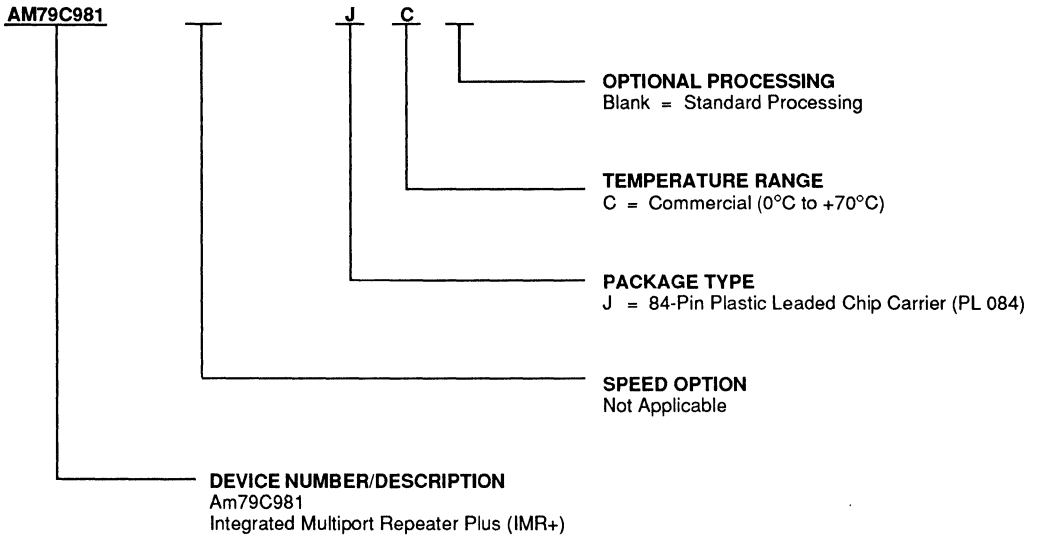 AM79C981 J C
OPTIONAL PROCESSING
Blank = Standard Processing
TEMPERATURE RANGE
C = Commercial (0°C to +70°C)
PACKAGE TYPE
J = 84-Pin Plastic Leaded Chip Carrier (PL 084)
SPEED OPTION
Not Applicable
DEVICE NUMBER/DESCRIPTION
Am79C981
Integrated Multiport Repeater Plus (IMR+)